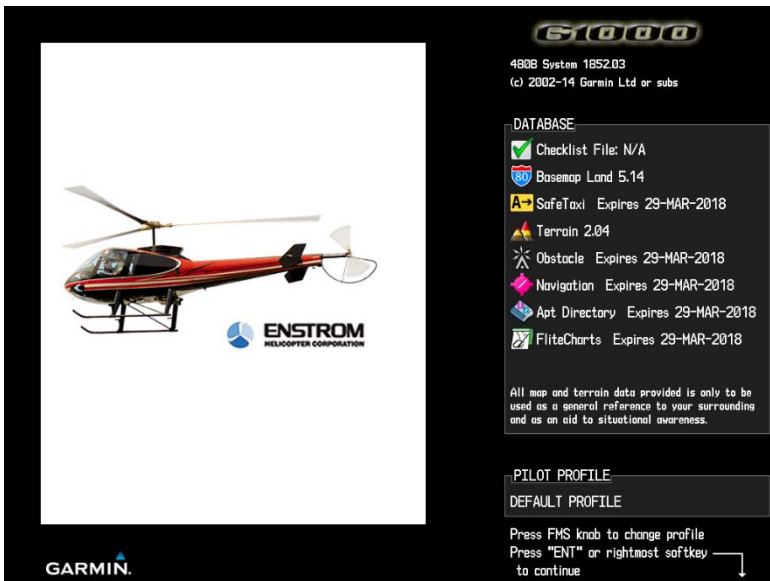 G1000
480B System 1852.03
(c) 2002-14 Garmin Ltd or subs
DATABASE
Checklist File: N/A
80 Basemap Land 5.14
A→ SafeTaxi Expires 29-MAR-2018
Terrain 2.04
Obstacle Expires 29-MAR-2018
Navigation Expires 29-MAR-2018
Apt Directory Expires 29-MAR-2018
FliteCharts Expires 29-MAR-2018
All map and terrain data provided is only to be
used as a general reference to your surrounding
and as an aid to situational awareness.
ENSTROM
HELICOPTER CORPORATION
PILOT PROFILE
DEFAULT PROFILE
Press FMS knob to change profile
Press "ENT" or rightmost softkey
to continue
GARMIN.